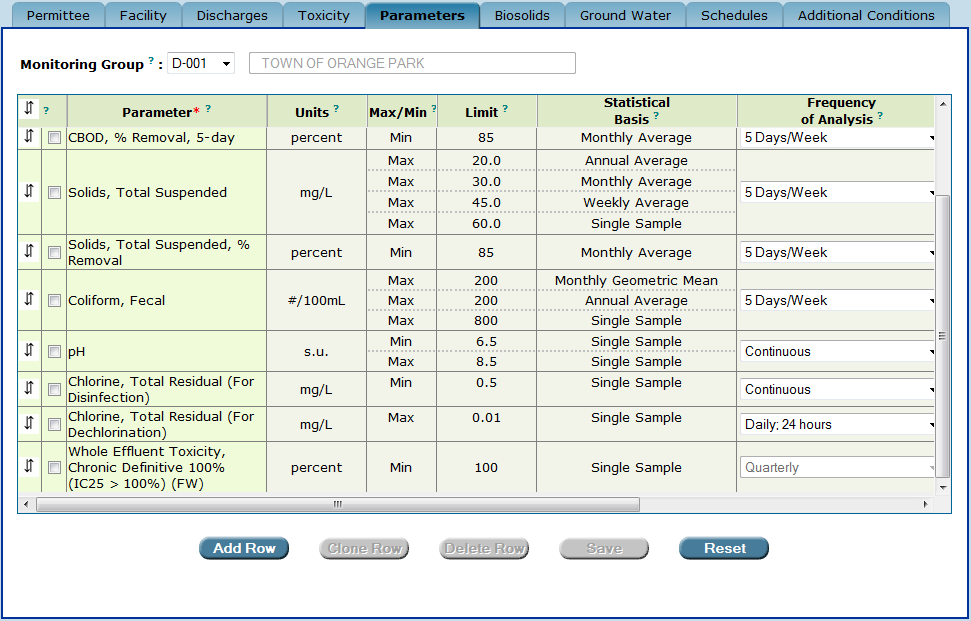 Permittee Facility Discharges Toxicity Parameters Biosolids Ground Water Schedules Additional Conditions
Monitoring Group ? : D-001 TOWN OF ORANGE PARK
? Parameter* ? Units ? Max/Min ? Limit ? Statistical Basis ? Frequency of Analysis ?
CBOD, % Removal, 5-day percent Min 85 Monthly Average 5 Days/Week
Solids, Total Suspended mg/L 5 Days/Week
Max 20.0 Annual Average
Max 30.0 Monthly Average
Max 45.0 Weekly Average
Max 60.0 Single Sample
Solids, Total Suspended, %
Removal percent Min 85 Monthly Average 5 Days/Week
Coliform, Fecal #/100mL 5 Days/Week
Max 200 Monthly Geometric Mean
Max 200 Annual Average
Max 800 Single Sample
pH s.u. Continuous
Min 6.5 Single Sample
Max 8.5 Single Sample
Chlorine, Total Residual (For
Disinfection) mg/L Min 0.5 Single Sample Continuous
Chlorine, Total Residual (For
Dechlorination) mg/L Max 0.01 Single Sample Daily; 24 hours
Whole Effluent Toxicity,
Chronic Definitive 100%
(IC25 > 100%) (FW) percent Min 100 Single Sample Quarterly
Add Row Clone Row Delete Row Save Reset